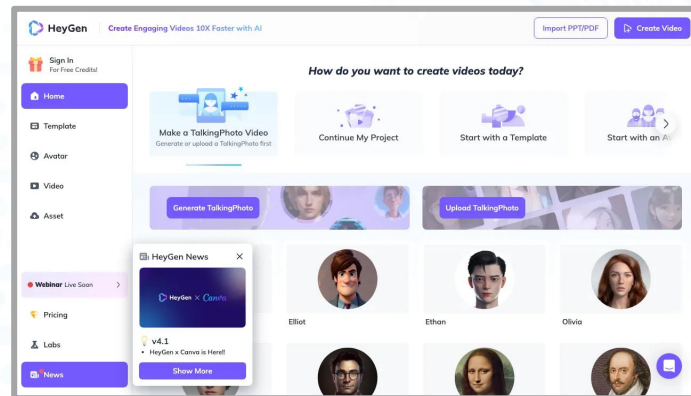 HeyGen
Create Engaging Videos 10X Faster with AI
Import PPT/PDF
Create Video
Sign In
For Free Credits!
Home
Template
Avatar
Video
Asset
Webinar Live Soon
Pricing
Labs
News
How do you want to create videos today?
Make a TalkingPhoto Video
Generate or upload a TalkingPhoto first
Continue My Project
Start with a Template
Start with an A
Generate TalkingPhoto
Upload TalkingPhoto
HeyGen News
HeyGen X Canva
v4.1
HeyGen x Canva is Here!!
Show More
Elliot
Ethan
Olivia